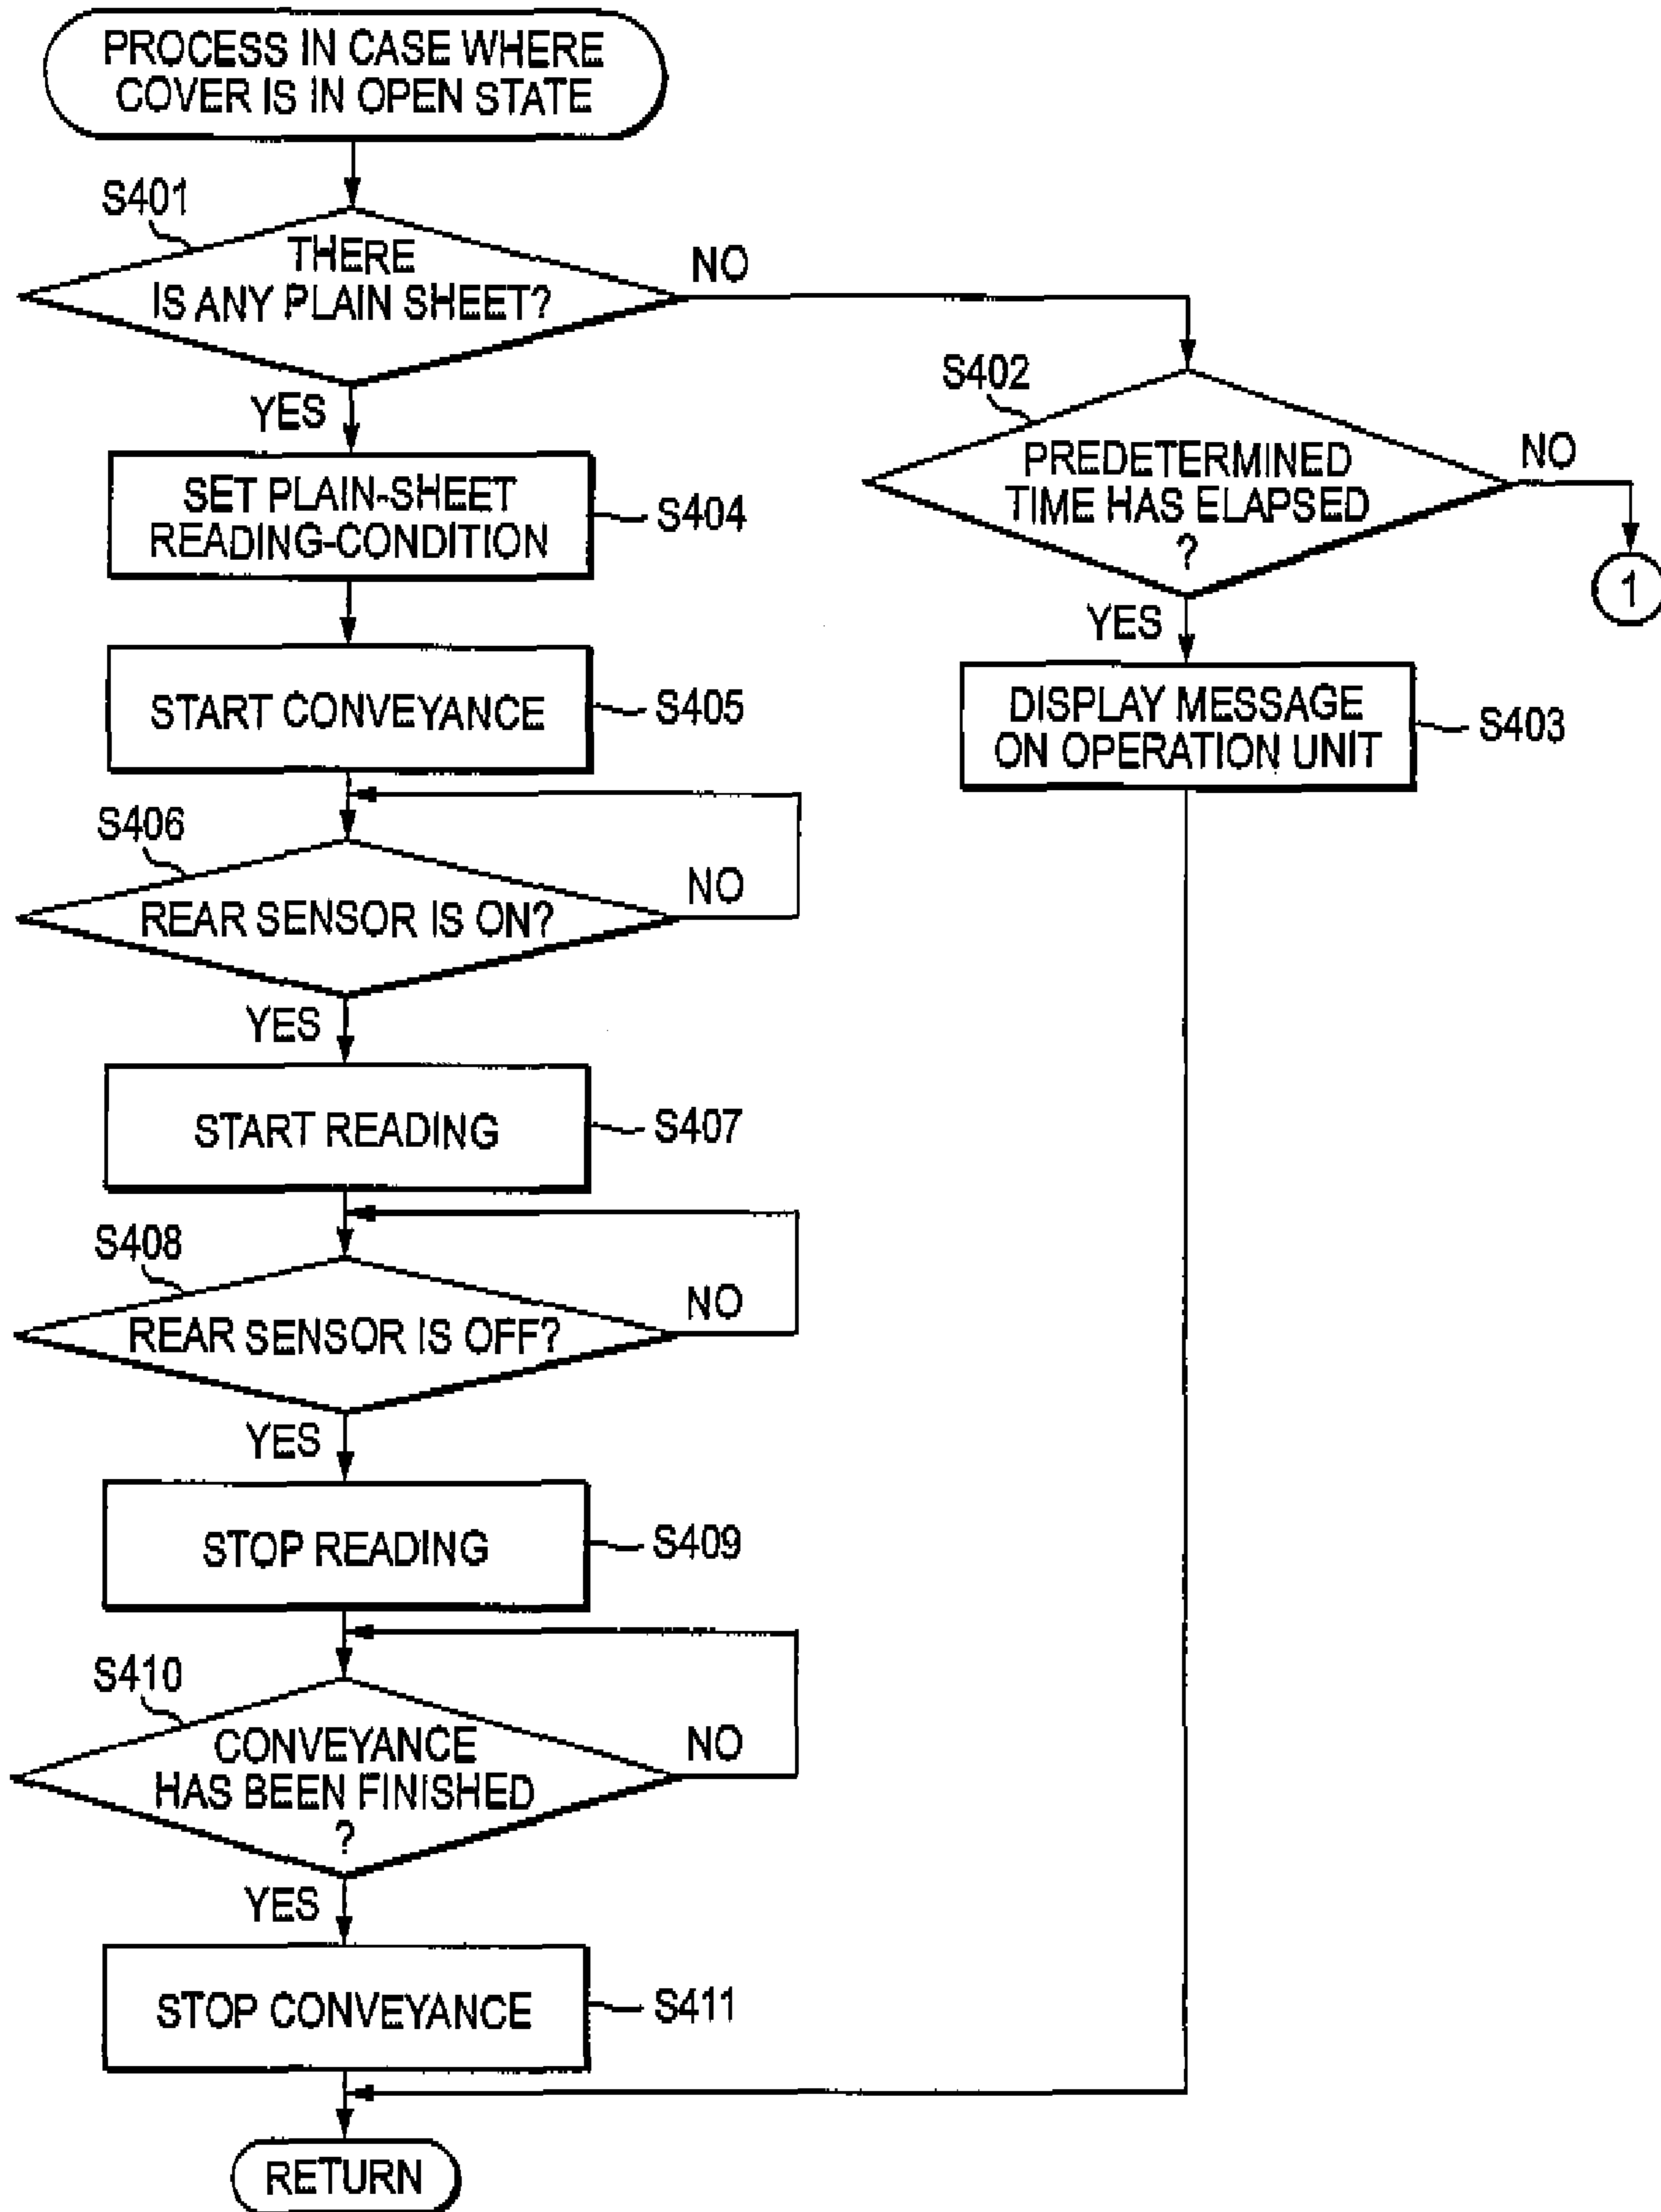 PROCESS IN CASE WHERE
COVER IS IN OPEN STATE
S401
THERE
IS ANY PLAIN SHEET?
NO
YES
S402
PREDETERMINED
TIME HAS ELAPSED
?
NO
1
YES
SET PLAIN-SHEET
READING-CONDITION
S404
START CONVEYANCE
S405
DISPLAY MESSAGE
ON OPERATION UNIT
S403
S406
REAR SENSOR IS ON?
NO
YES
START READING
S407
S408
REAR SENSOR IS OFF?
NO
YES
STOP READING
S409
S410
CONVEYANCE
HAS BEEN FINISHED
?
NO
YES
STOP CONVEYANCE
S411
RETURN